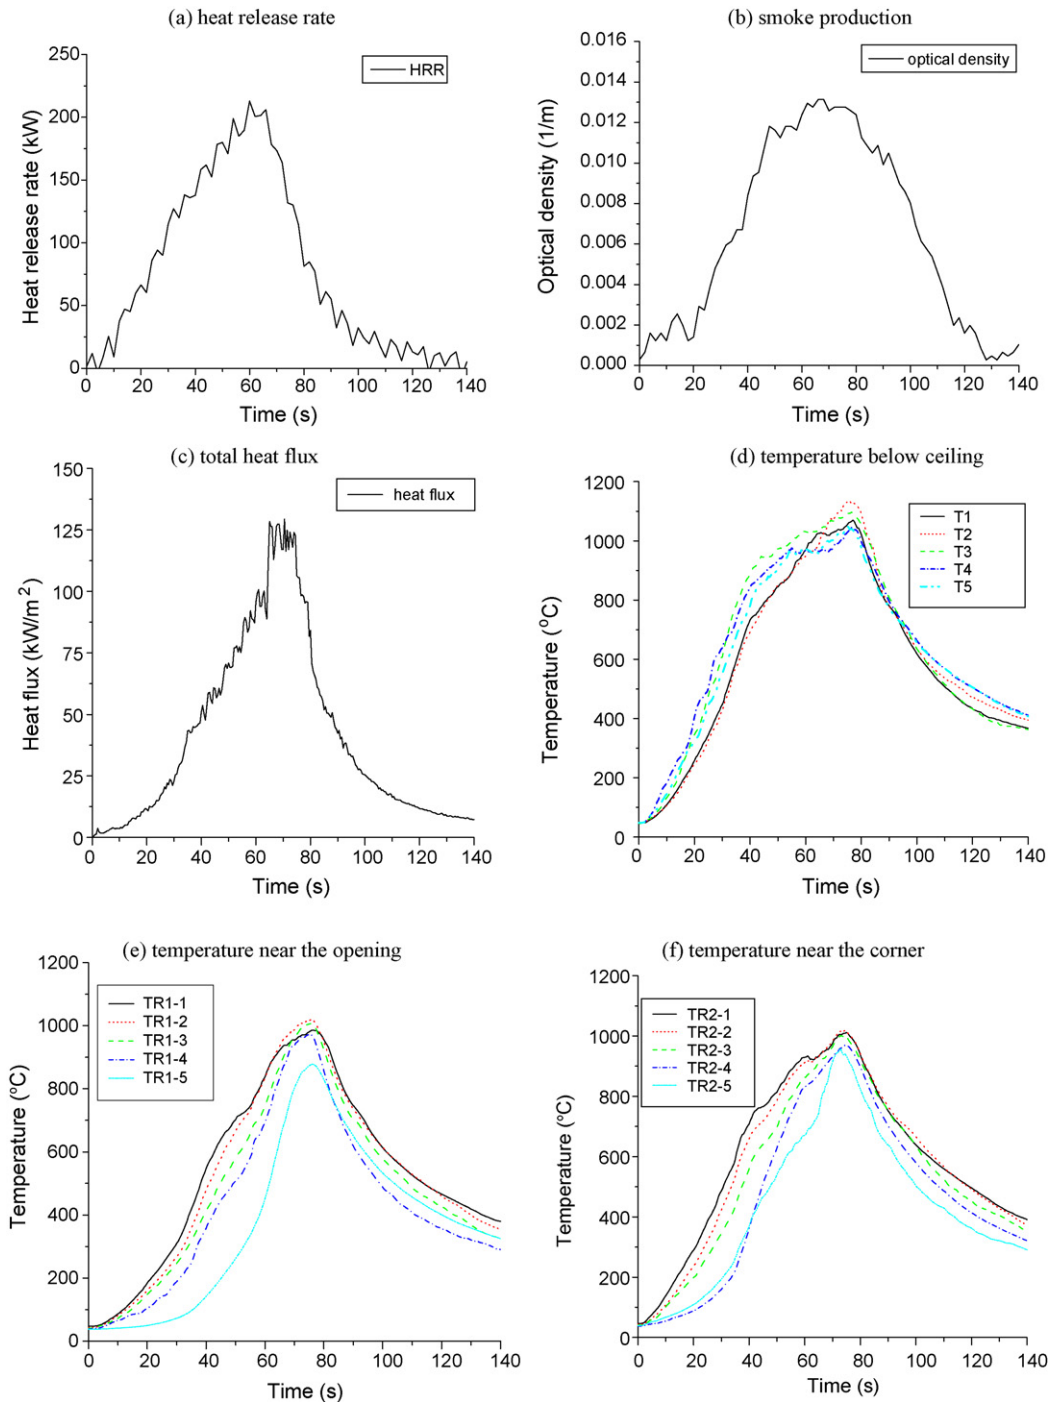 (a) heat release rate
HRR
250
200
150
100
50
0
Heat release rate (kW)
0 20 40 60 80 100 120 140
Time (s)
(b) smoke production
optical density
0.016
0.014
0.012
0.010
0.008
0.006
0.004
0.002
0.000
Optical density (1/m)
0 20 40 60 80 100 120 140
Time (s)
(c) total heat flux
heat flux
150
125
100
75
50
25
0
Heat flux (kW/m²)
0 20 40 60 80 100 120 140
Time (s)
(d) temperature below ceiling
T1
T2
T3
T4
T5
1200
1000
800
600
400
200
0
Temperature (°C)
0 20 40 60 80 100 120 140
Time (s)
(e) temperature near the opening
TR1-1
TR1-2
TR1-3
TR1-4
TR1-5
1200
1000
800
600
400
200
0
Temperature (°C)
0 20 40 60 80 100 120 140
Time (s)
(f) temperature near the corner
TR2-1
TR2-2
TR2-3
TR2-4
TR2-5
1200
1000
800
600
400
200
0
Temperature (°C)
0 20 40 60 80 100 120 140
Time (s)